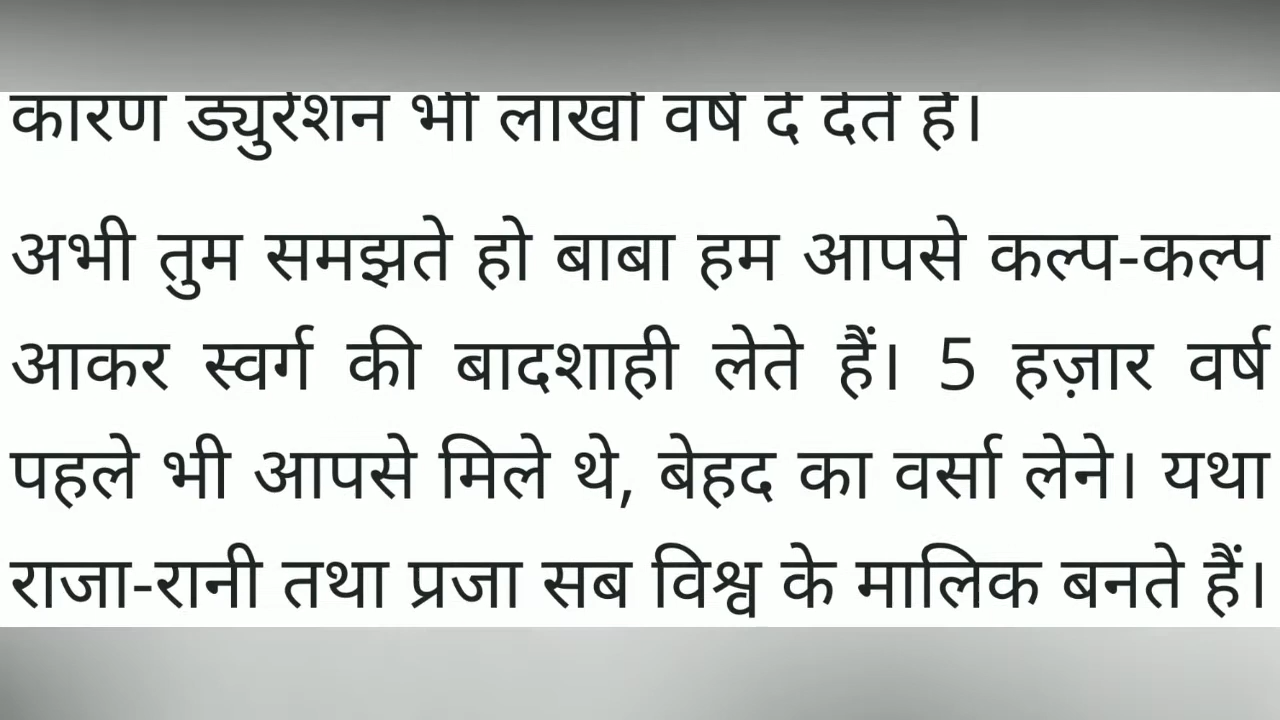 कारण ड्युरेशन भी लाखों वर्ष दे देते हैं।
अभी तुम समझते हो बाबा हम आपसे कल्प-कल्प
आकर स्वर्ग की बादशाही लेते हैं। 5 हज़ार वर्ष
पहले भी आपसे मिले थे, बेहद का वर्सा लेने। यथा
राजा-रानी तथा प्रजा सब विश्व के मालिक बनते हैं।